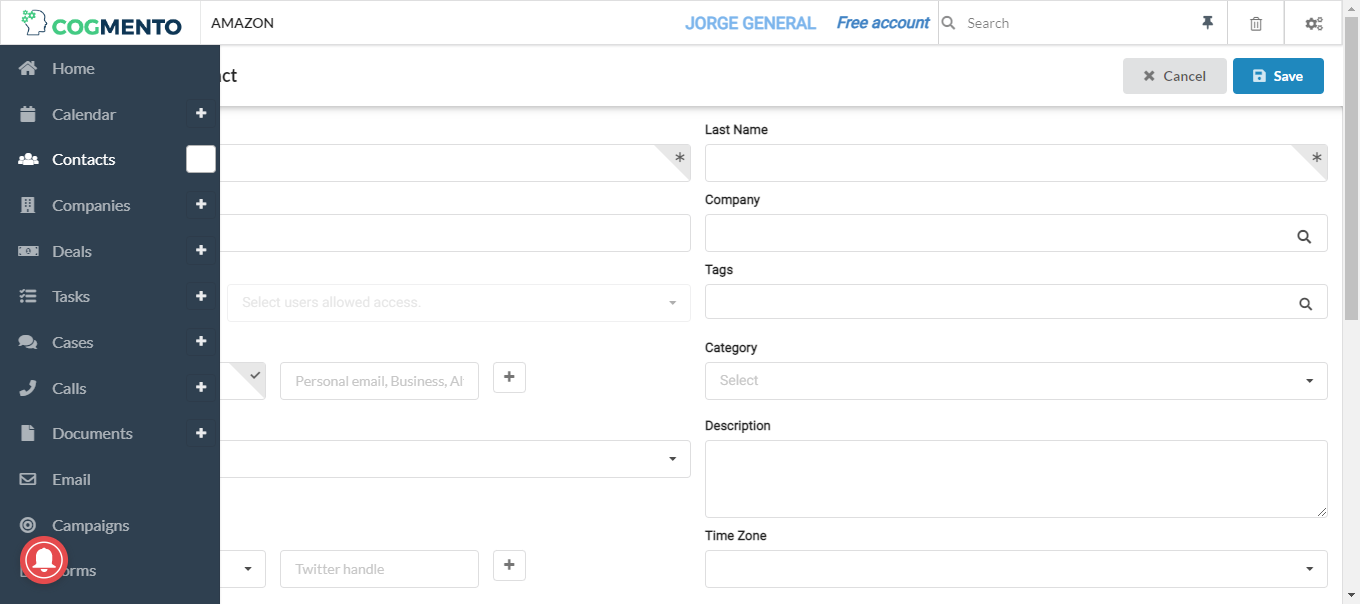 COGMENTO
AMAZON
JORGE GENERAL
Free account
Search
Home
Calendar
Contacts
Companies
Deals
Tasks
Cases
Calls
Documents
Email
Campaigns
orms
ct
Cancel
Save
Last Name
Company
Select users allowed access.
Tags
Personal email, Business, Al
Category
Select
Description
Time Zone
Twitter handle